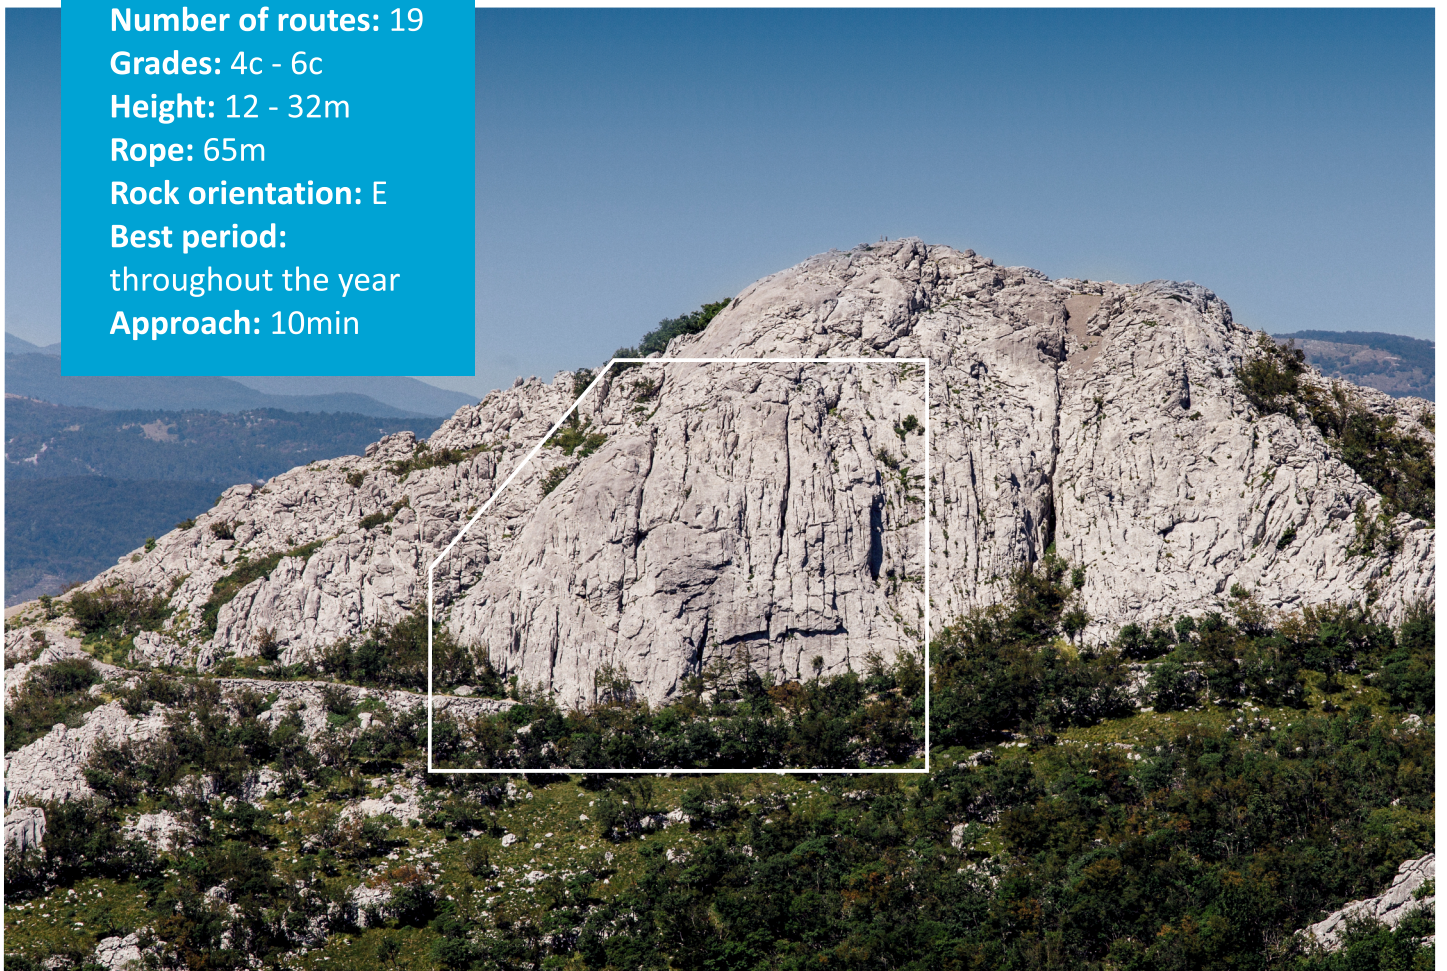 Number of routes: 19
Grades: 4c - 6c
Height: 12 - 32m
Rope: 65m
Rock orientation: E
Best period:
throughout the year
Approach: 10min